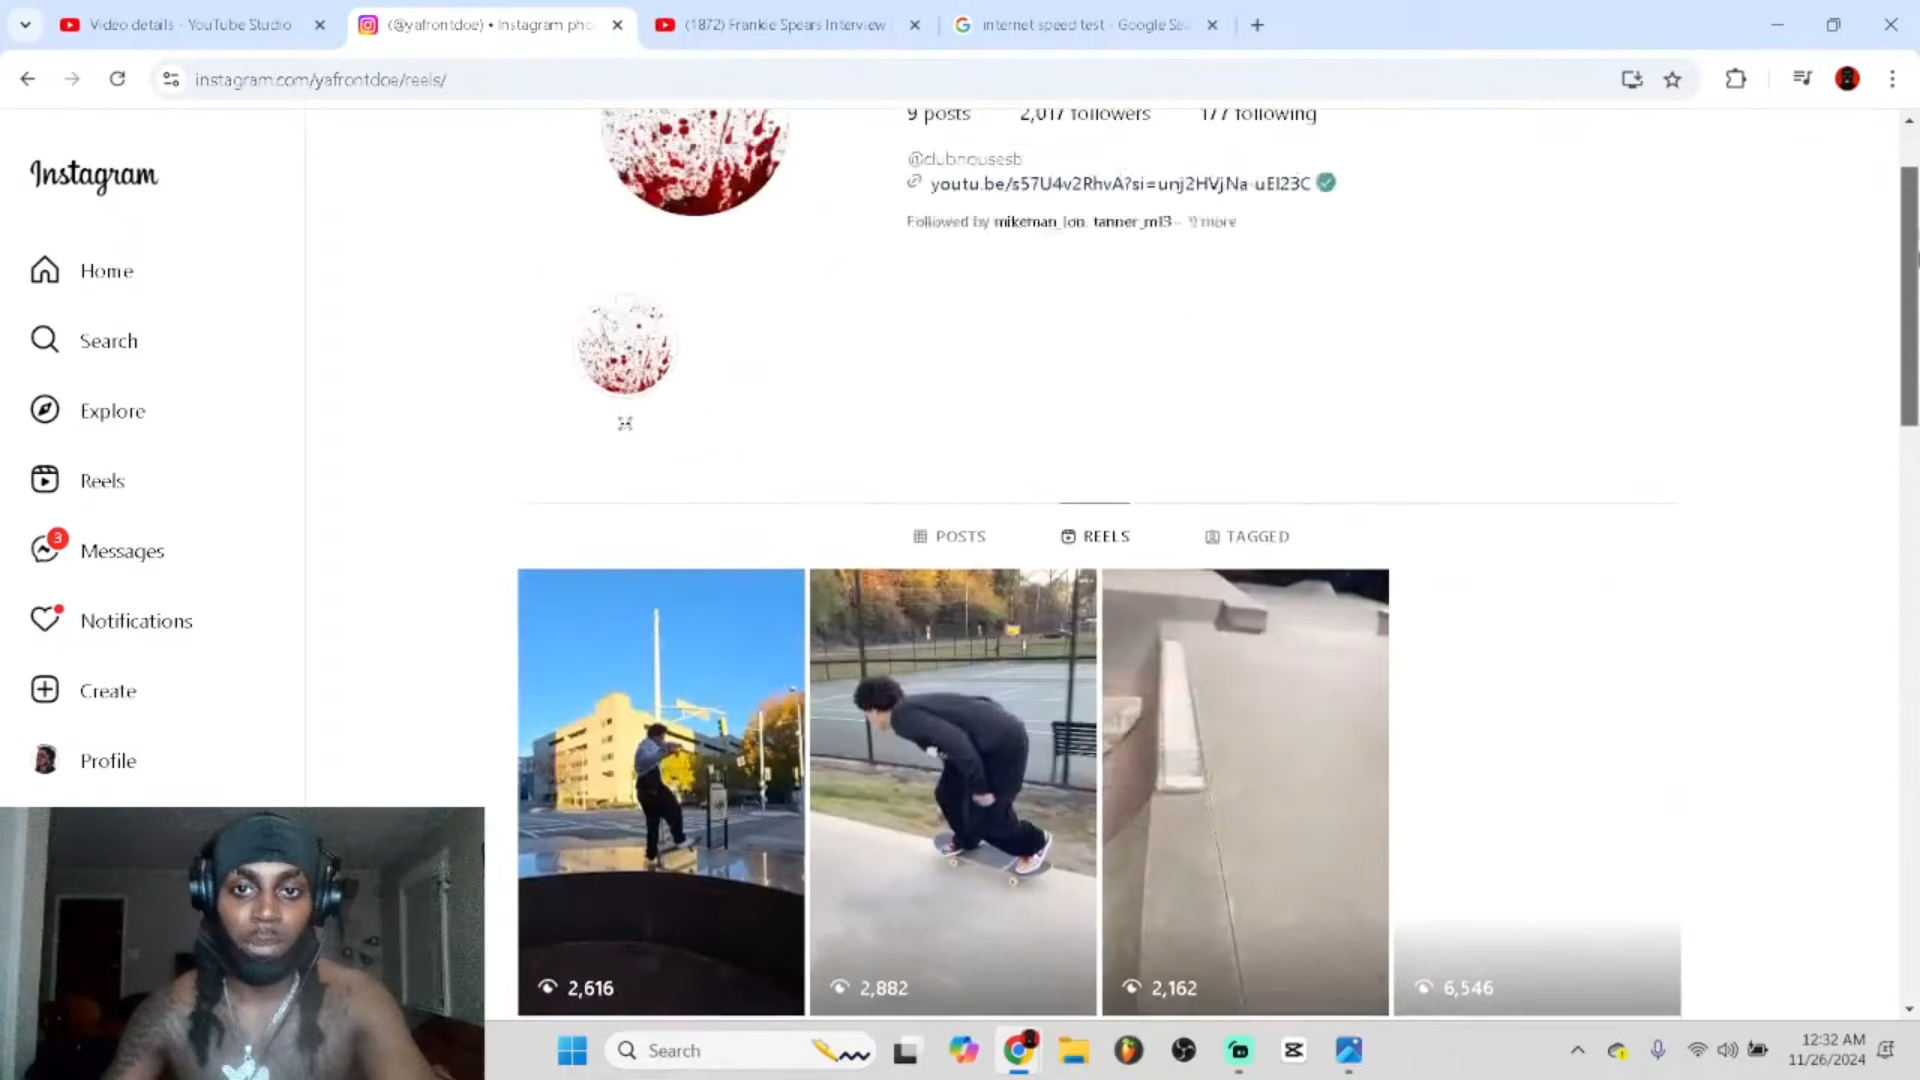 Video details - YouTube Studio
(@yafrontdoe) • Instagram pho
(1872) Frankie Spears Interview
internet speed test - Google Sea
instagram.com/yafrontdoe/reels/
Instagram
Home
Search
Explore
Reels
3
Messages
Notifications
Create
Profile
9 posts 2,017 followers 177 following
@clubhousesb
youtu.be/s57U4v2RhvA?si=unj2HVjNa-uEI23C
Followed by mikeman_lon, tanner_ml3 9 more
POSTS REELS TAGGED
2,616
2,882
2,162
6,546
Search
12:32 AM
11/26/2024